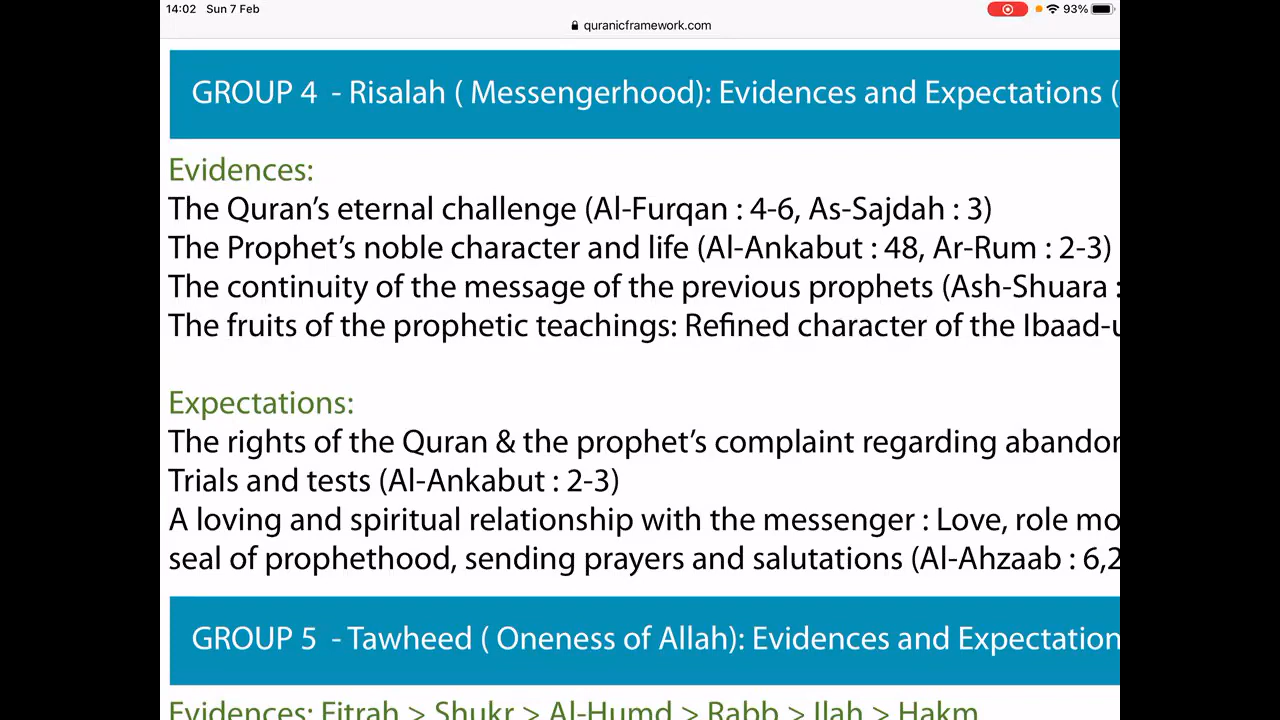 14:02 Sun 7 Feb 93%
quranicframework.com
GROUP 4 - Risalah ( Messengerhood): Evidences and Expectations (
Evidences:
The Quran's eternal challenge (Al-Furqan : 4-6, As-Sajdah : 3)
The Prophet's noble character and life (Al-Ankabut : 48, Ar-Rum : 2-3)
The continuity of the message of the previous prophets (Ash-Shuara :
The fruits of the prophetic teachings: Refined character of the Ibaad-u
Expectations:
The rights of the Quran & the prophet's complaint regarding abandon
Trials and tests (Al-Ankabut : 2-3)
A loving and spiritual relationship with the messenger : Love, role mo
seal of prophethood, sending prayers and salutations (Al-Ahzaab : 6,2
GROUP 5 - Tawheed ( Oneness of Allah): Evidences and Expectation
Evidences: Fitrah > Shukr > Al-Humd > Rabb > Ilah > Hakm